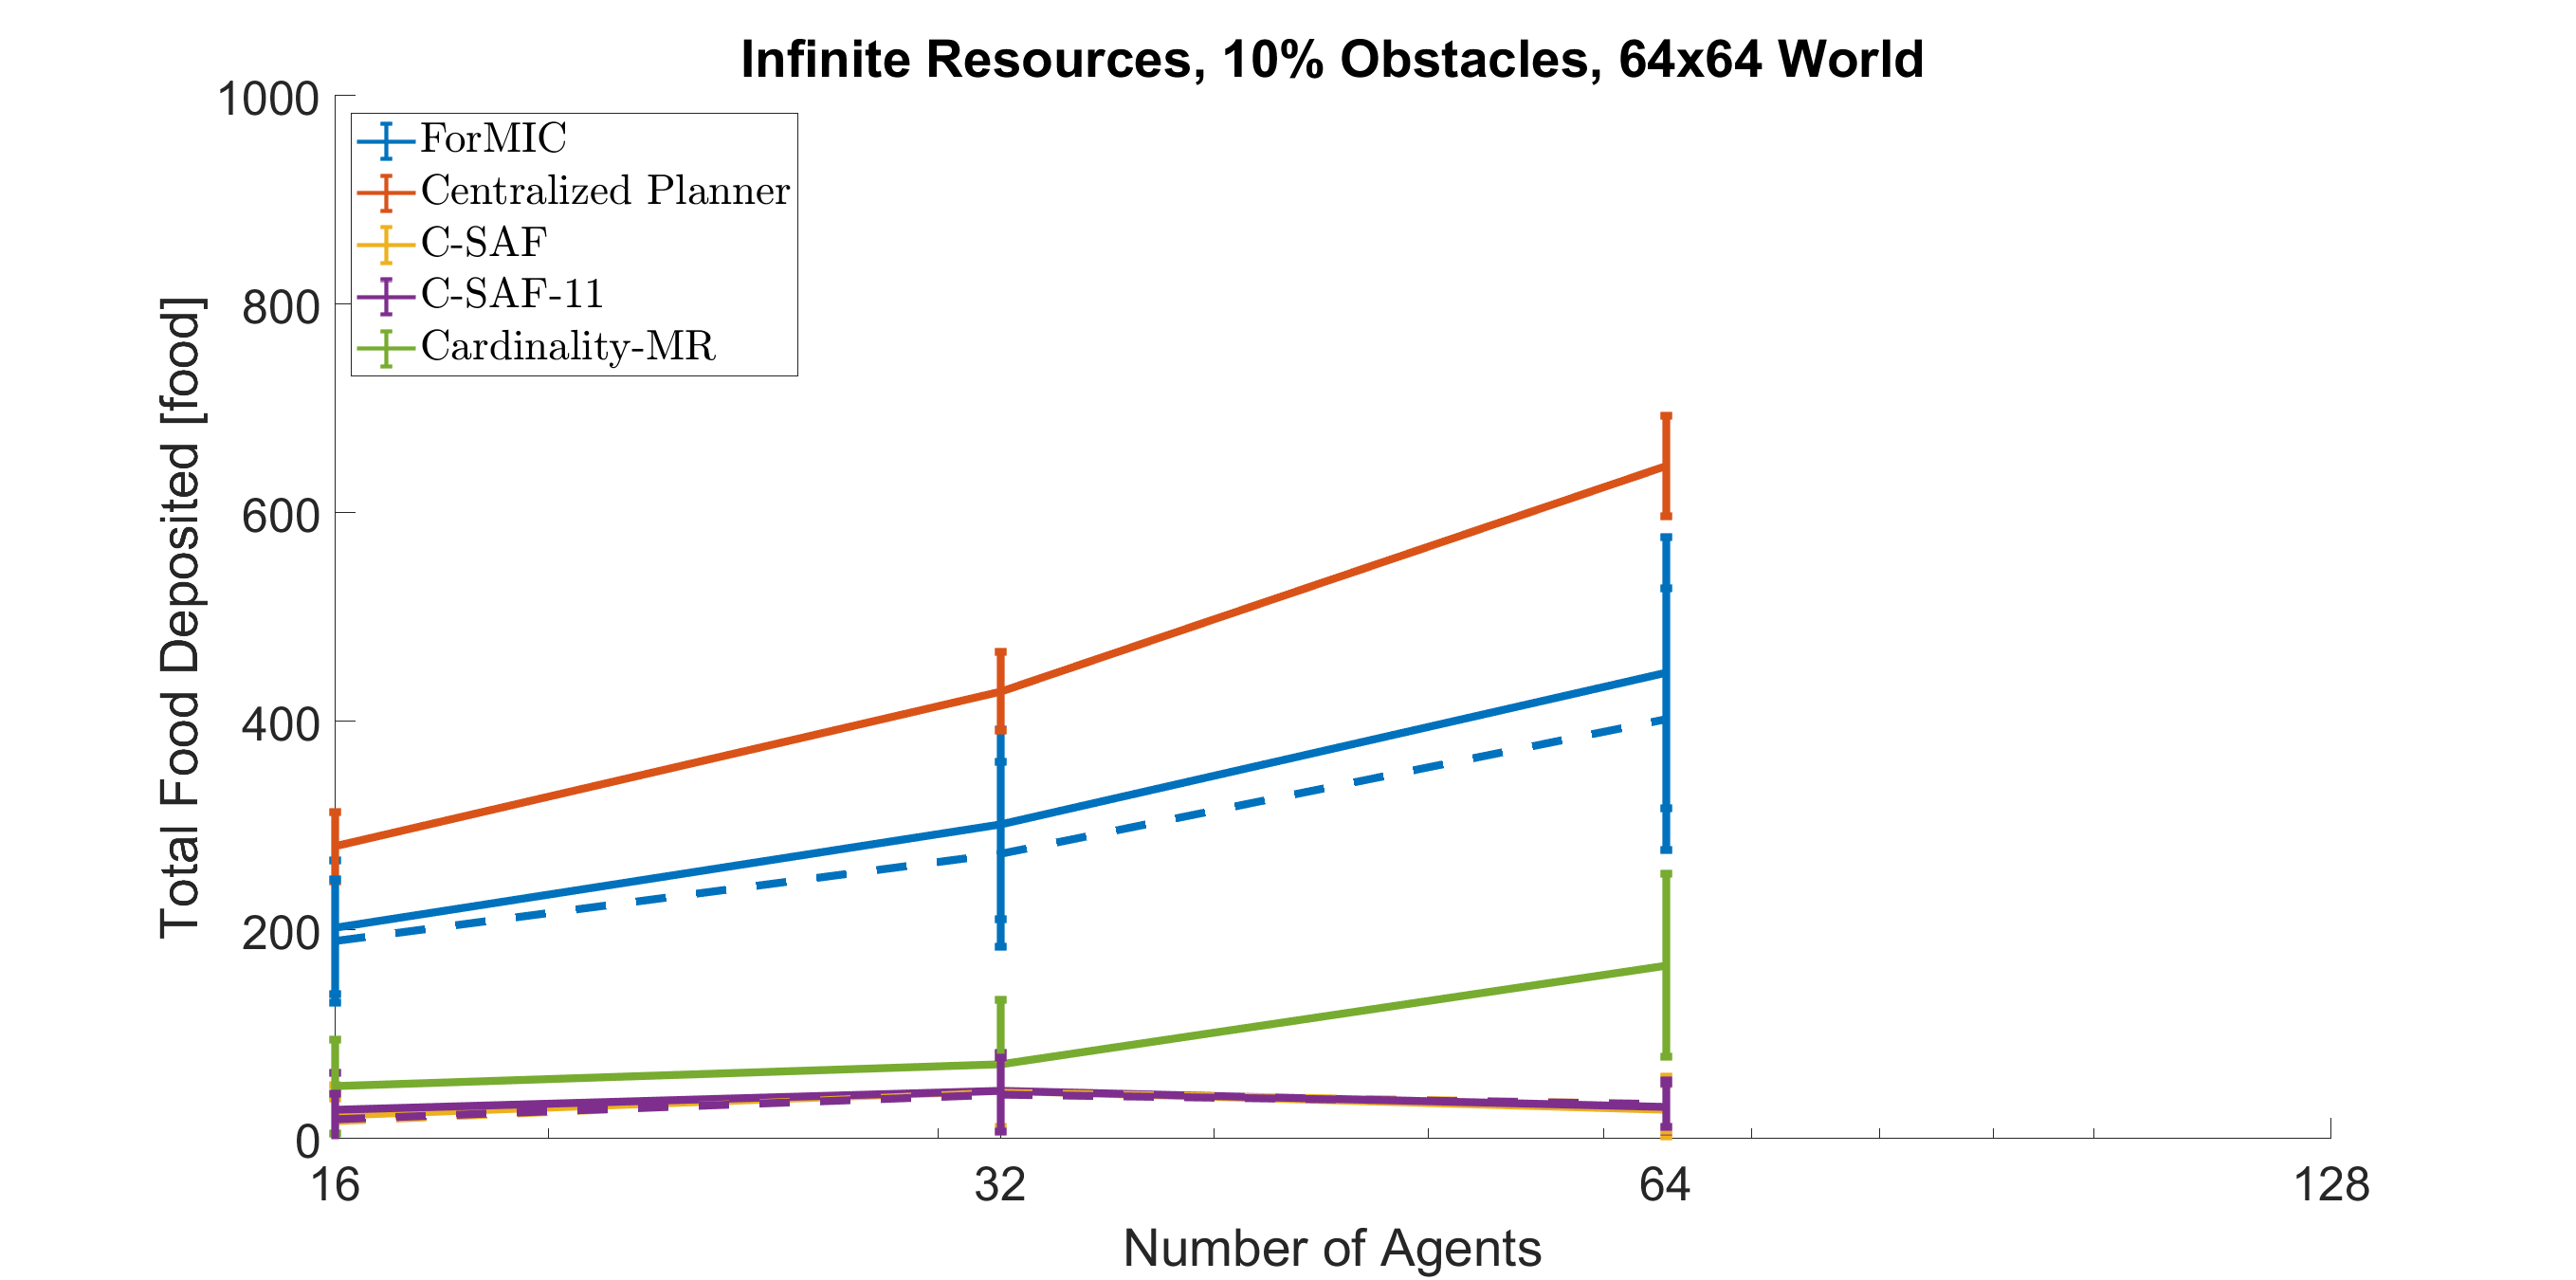 Infinite Resources, 10% Obstacles, 64x64 World
1000
800
600
400
200
0
Total Food Deposited [food]
ForMIC
Centralized Planner
C-SAF
C-SAF-11
Cardinality-MR
16
32
64
128
Number of Agents